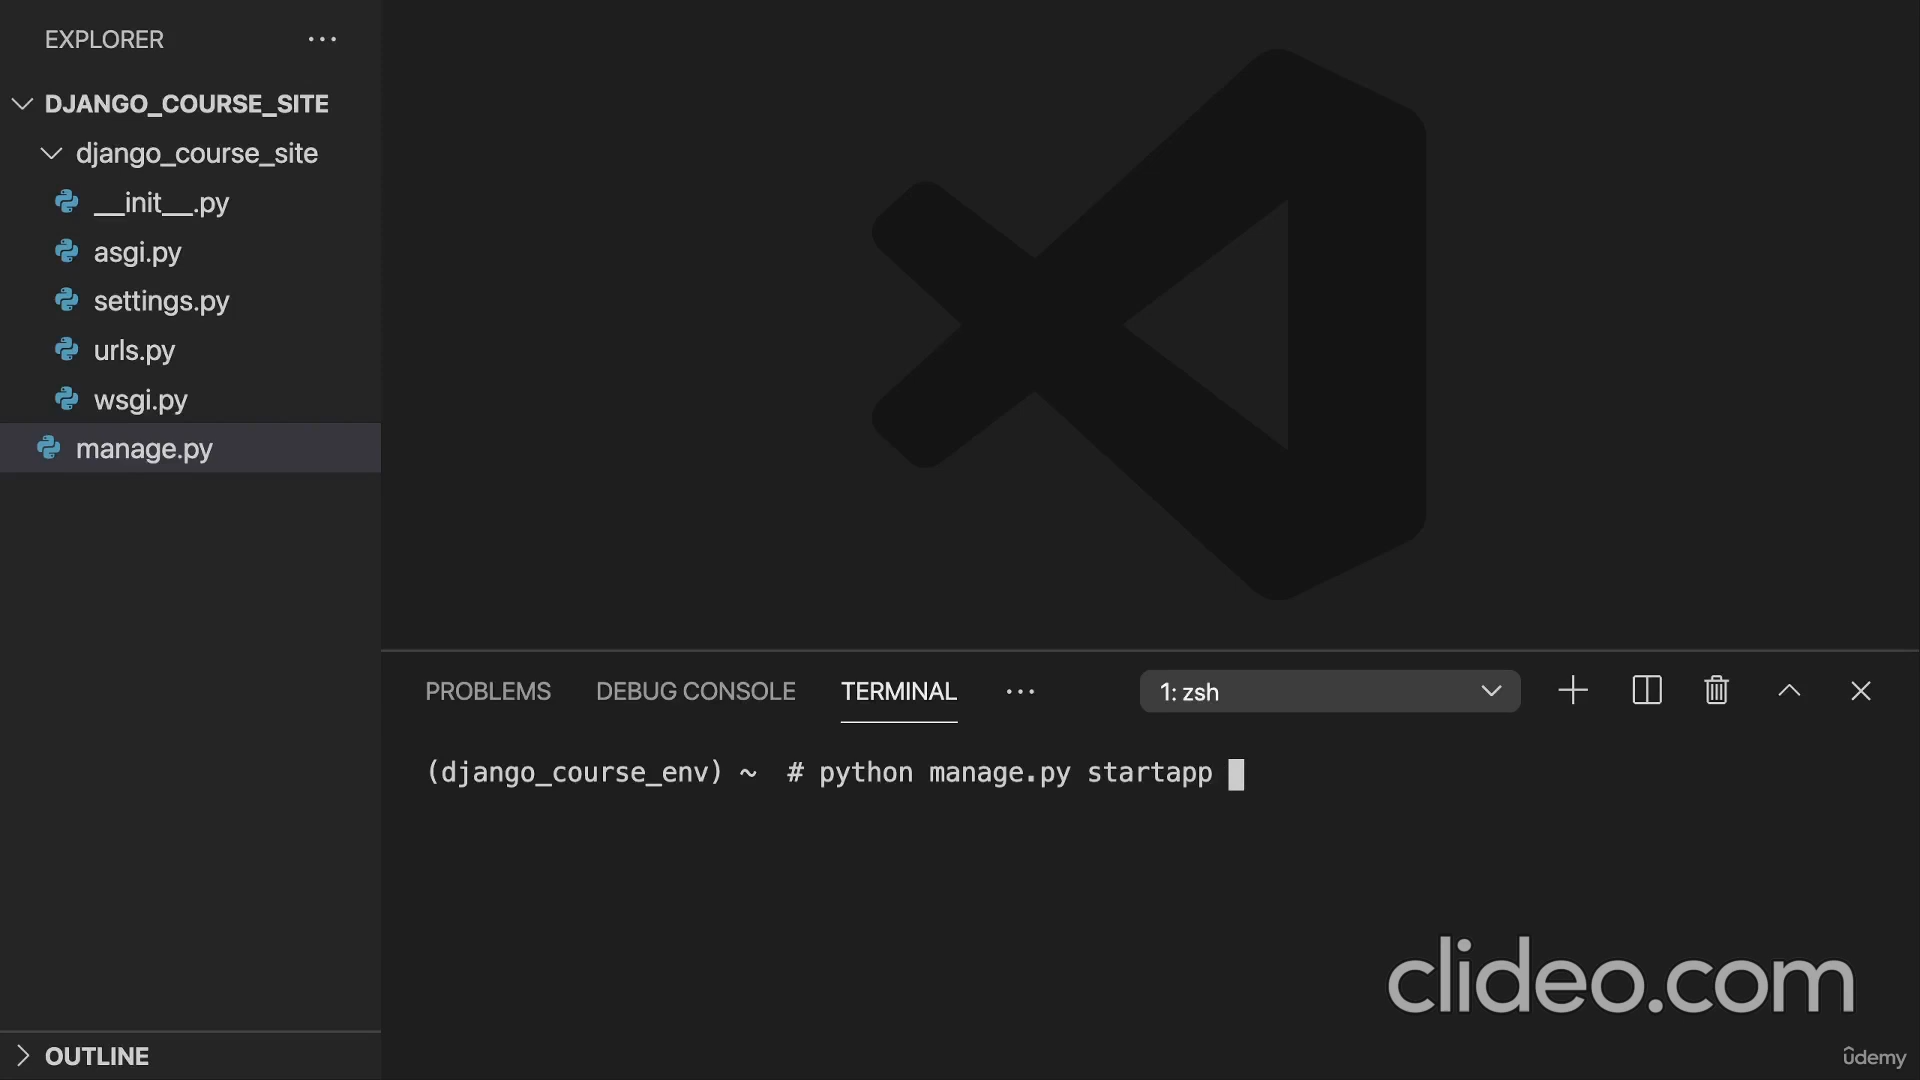 EXPLORER
DJANGO_COURSE_SITE
django_course_site
__init__.py
asgi.py
settings.py
urls.py
wsgi.py
manage.py
OUTLINE
PROBLEMS DEBUG CONSOLE TERMINAL 1: zsh
(django_course_env) ~ # python manage.py startapp
clideo.com
ûdemy